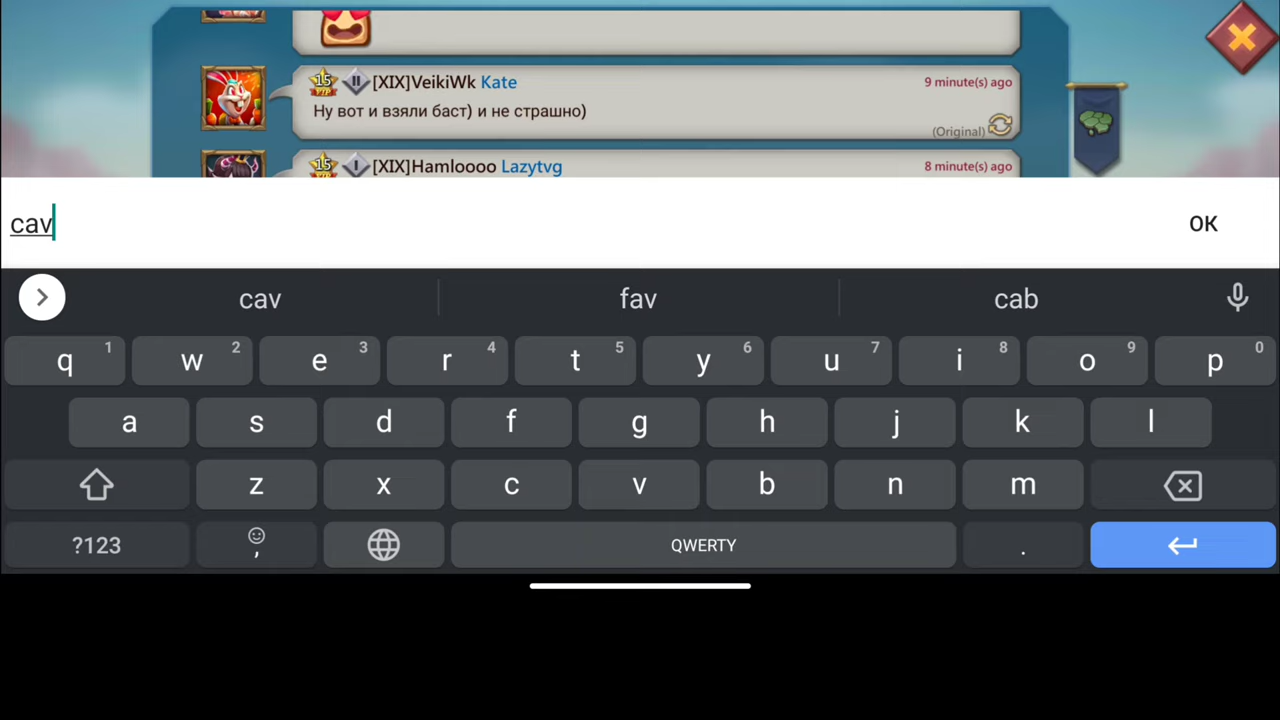 15 VIP II [XIX]VeikiWk Kate 9 minute(s) ago
Ну вот и взяли баст) и не страшно)
(Original)
15 VIP I [XIX]Hamloooo Lazytvg 8 minute(s) ago
cav OK
cav fav cab
q 1 w 2 e 3 r 4 t 5 y 6 u 7 i 8 o 9 p 0
a s d f g h j k l
z x c v b n m
?123 , QWERTY .